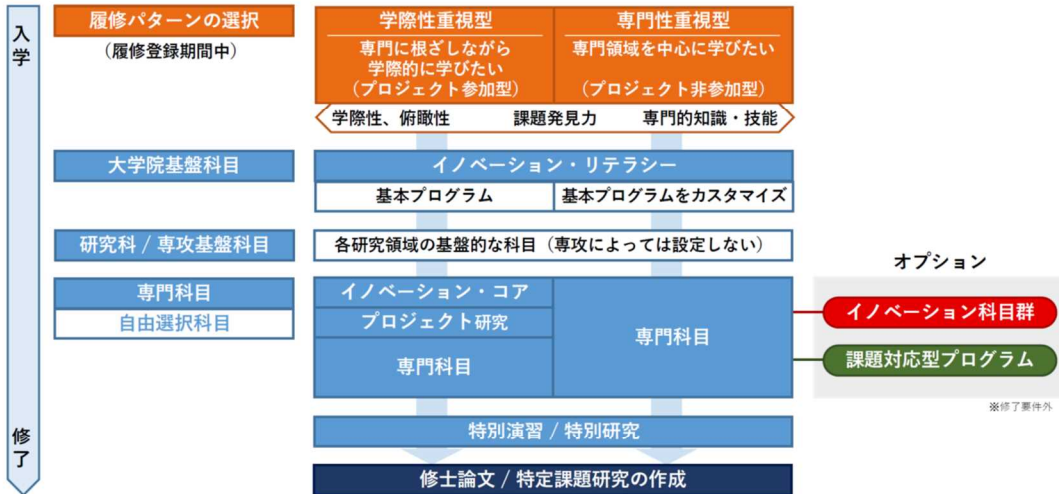 入学
履修パターンの選択
(履修登録期間中)
学際性重視型
専門に根ざしながら
学際的に学びたい
(プロジェクト参加型)
専門性重視型
専門領域を中心に学びたい
(プロジェクト非参加型)
学際性、俯瞰性 課題発見力 専門的知識・技能
大学院基盤科目
イノベーション・リテラシー
基本プログラム
基本プログラムをカスタマイズ
研究科 / 専攻基盤科目
各研究領域の基盤的な科目(専攻によっては設定しない)
専門科目
自由選択科目
イノベーション・コア
プロジェクト研究
専門科目
専門科目
オプション
イノベーション科目群
課題対応型プログラム
※修了要件外
特別演習 / 特別研究
修了
修士論文 / 特定課題研究の作成